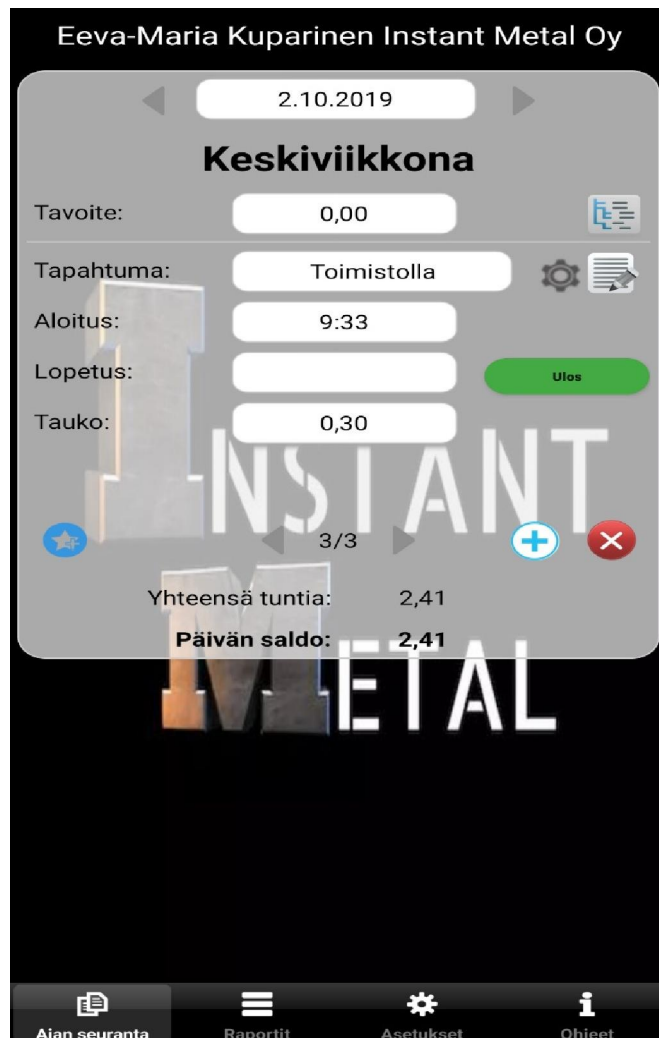 Eeva-Maria Kuparinen Instant Metal Oy
2.10.2019
Keskiviikkona
Tavoite: 0,00
Tapahtuma: Toimistolla
Aloitus: 9:33
Lopetus: Ulos
Tauko: 0,30
INSTANT
3/3
Yhteensä tuntia: 2,41
Päivän saldo: 2,41
METAL
Ajan seuranta Raportit Asetukset Ohjeet